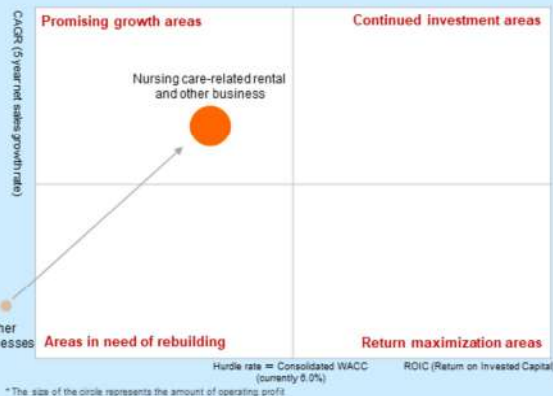 CAGR (5 year net sales growth rate)
Promising growth areas
Continued investment areas
Nursing care-related rental
and other business
Areas in need of rebuilding
Return maximization areas
Hurdle rate = Consolidated WACC
(currently 6.0%)
ROIC (Return on Invested Capital
* The size of the circle represents the amount of operating profit